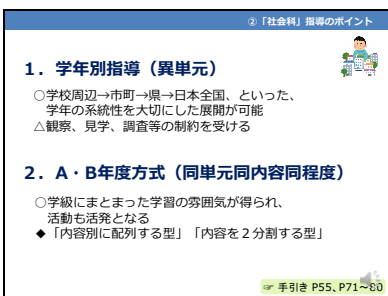 ②「社会科」指導のポイント
1．学年別指導（異単元）
○学校周辺→市町→県→日本全国、といった、
学年の系統性を大切にした展開が可能
△観察、見学、調査等の制約を受ける
2．A・B年度方式（同単元同内容同程度）
○学級にまとまった学習の雰囲気が得られ、
活動も活発となる
◆「内容別に配列する型」「内容を２分割する型」
☞ 手引き P55、P71～80